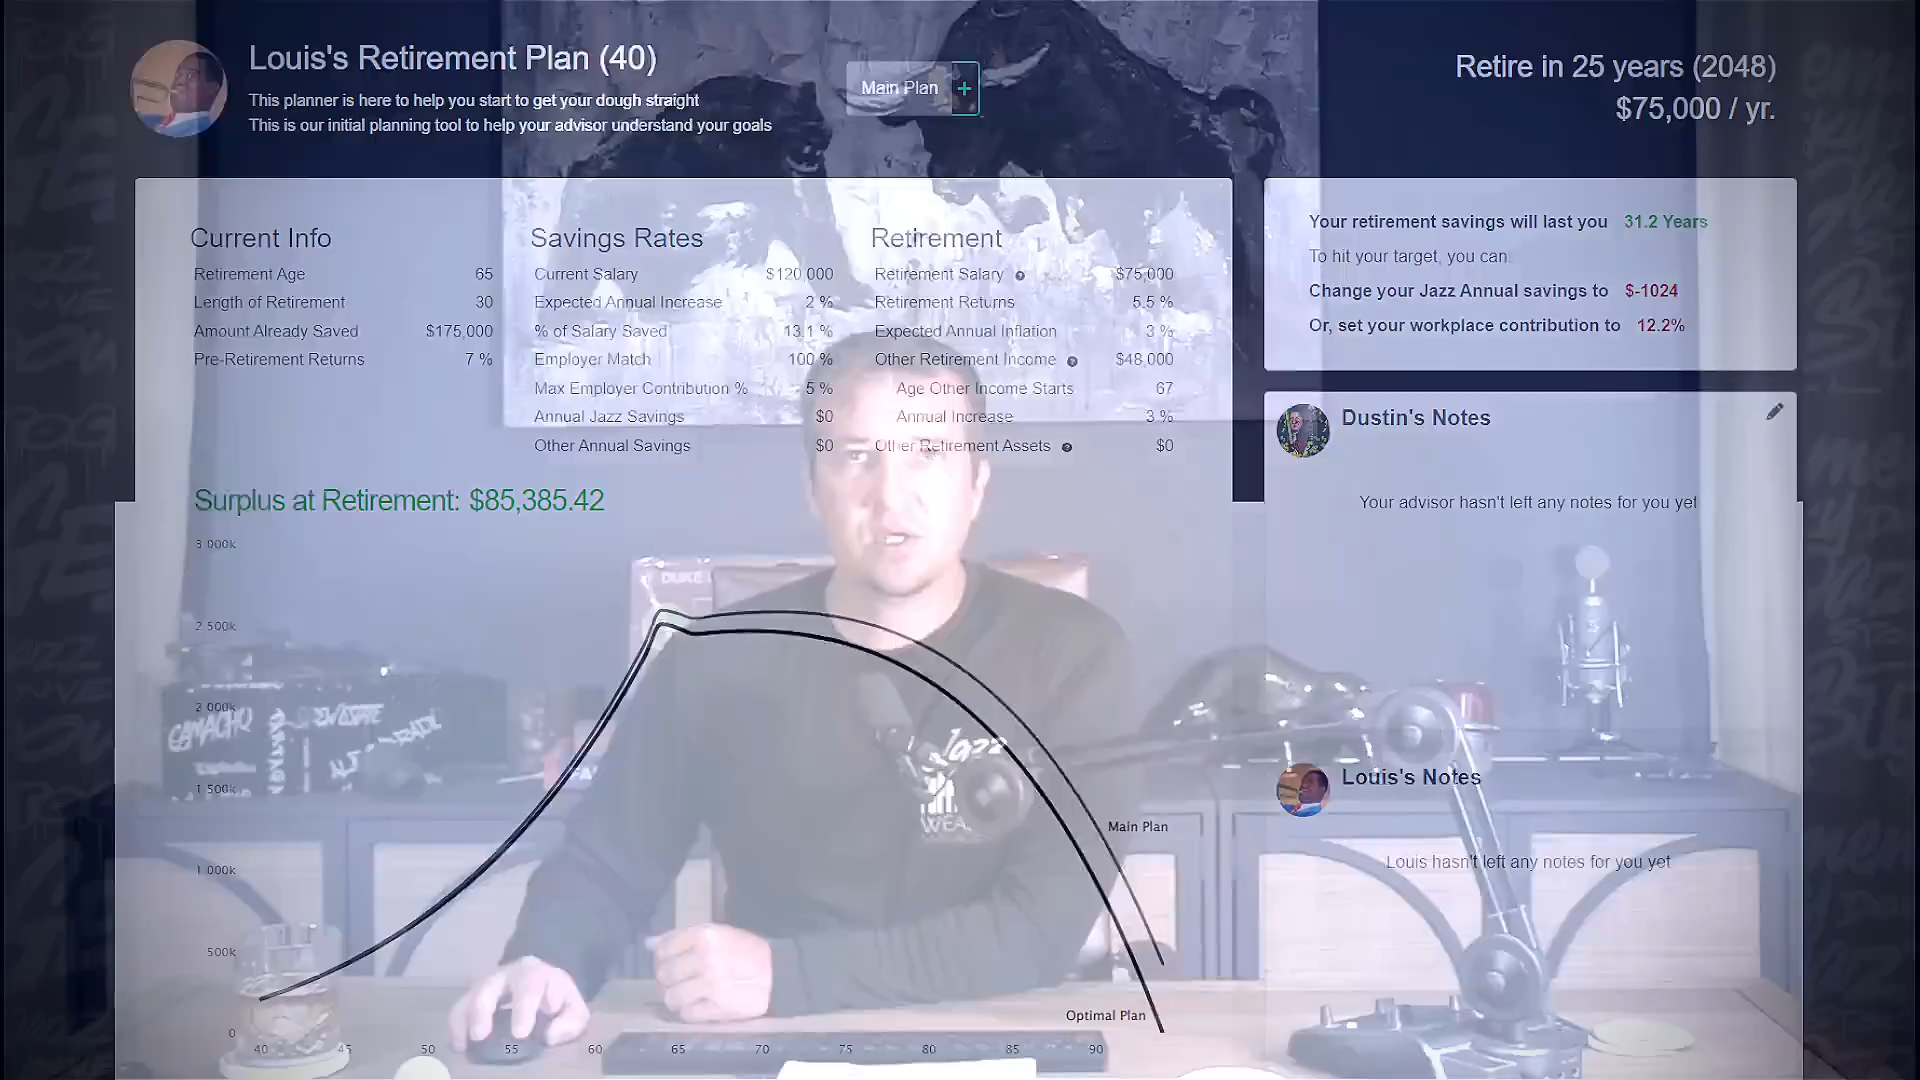 Louis's Retirement Plan (40)
This planner is here to help you start to get your dough straight
This is our initial planning tool to help your advisor understand your goals
Main Plan +
Retire in 25 years (2048)
$75,000 / yr.
Current Info
Retirement Age 65
Length of Retirement 30
Amount Already Saved $175,000
Pre-Retirement Returns 7 %
Savings Rates
Current Salary $120 000
Expected Annual Increase 2 %
% of Salary Saved 13.1 %
Employer Match 100 %
Max Employer Contribution % 5 %
Annual Jazz Savings $0
Other Annual Savings $0
Retirement
Retirement Salary $75,000
Retirement Returns 5.5 %
Expected Annual Inflation 3 %
Other Retirement Income $48,000
Age Other Income Starts 67
Annual Increase 3 %
Other Retirement Assets $0
Your retirement savings will last you 31.2 Years
To hit your target, you can:
Change your Jazz Annual savings to $-1024
Or, set your workplace contribution to 12.2%
Dustin's Notes
Your advisor hasn't left any notes for you yet
Louis's Notes
Louis hasn't left any notes for you yet
Surplus at Retirement: $85,385.42
3 000k
2 500k
2 000k
1 500k
1 000k
500k
0
40 45 50 55 60 65 70 75 80 85 90
Main Plan
Optimal Plan
DUKE
CAMACHO
Jazz
WEA